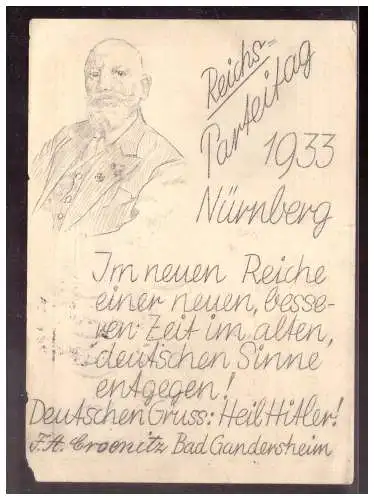 Reichs-
Parteitag
1933
Nürnberg
Im neuen Reiche
einer neuen, besse-
ren Zeit im alten,
deutschen Sinne
entgegen!
Deutschen Gruss: Heil Hitler!
Bad Gandersheim